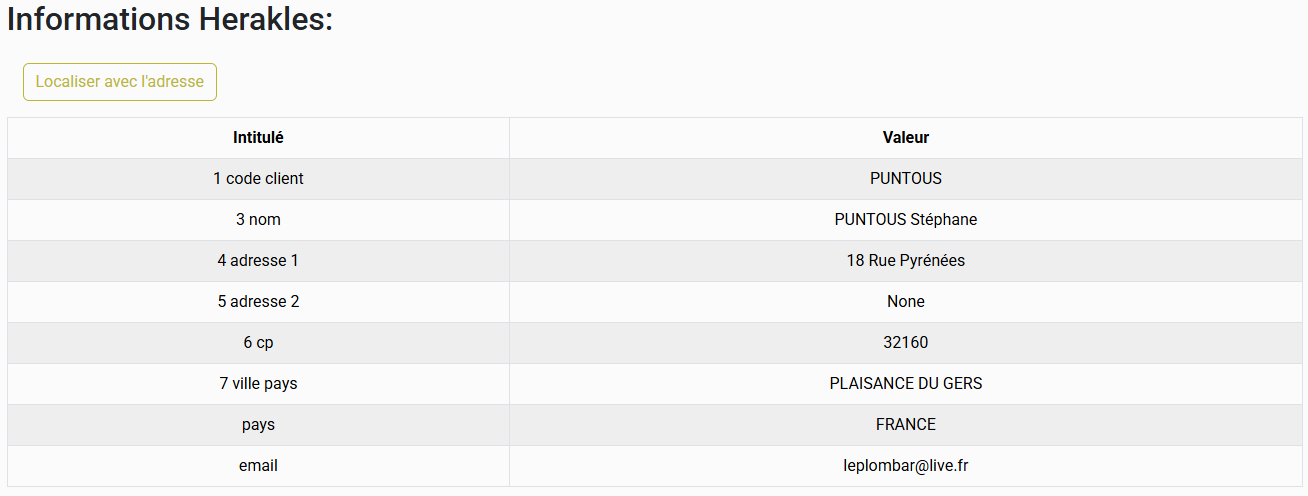 Informations Herakles:
Localiser avec l'adresse
Intitulé Valeur
1 code client PUNTOUS
3 nom PUNTOUS Stéphane
4 adresse 1 18 Rue Pyrénées
5 adresse 2 None
6 cp 32160
7 ville pays PLAISANCE DU GERS
pays FRANCE
email leplombar@live.fr